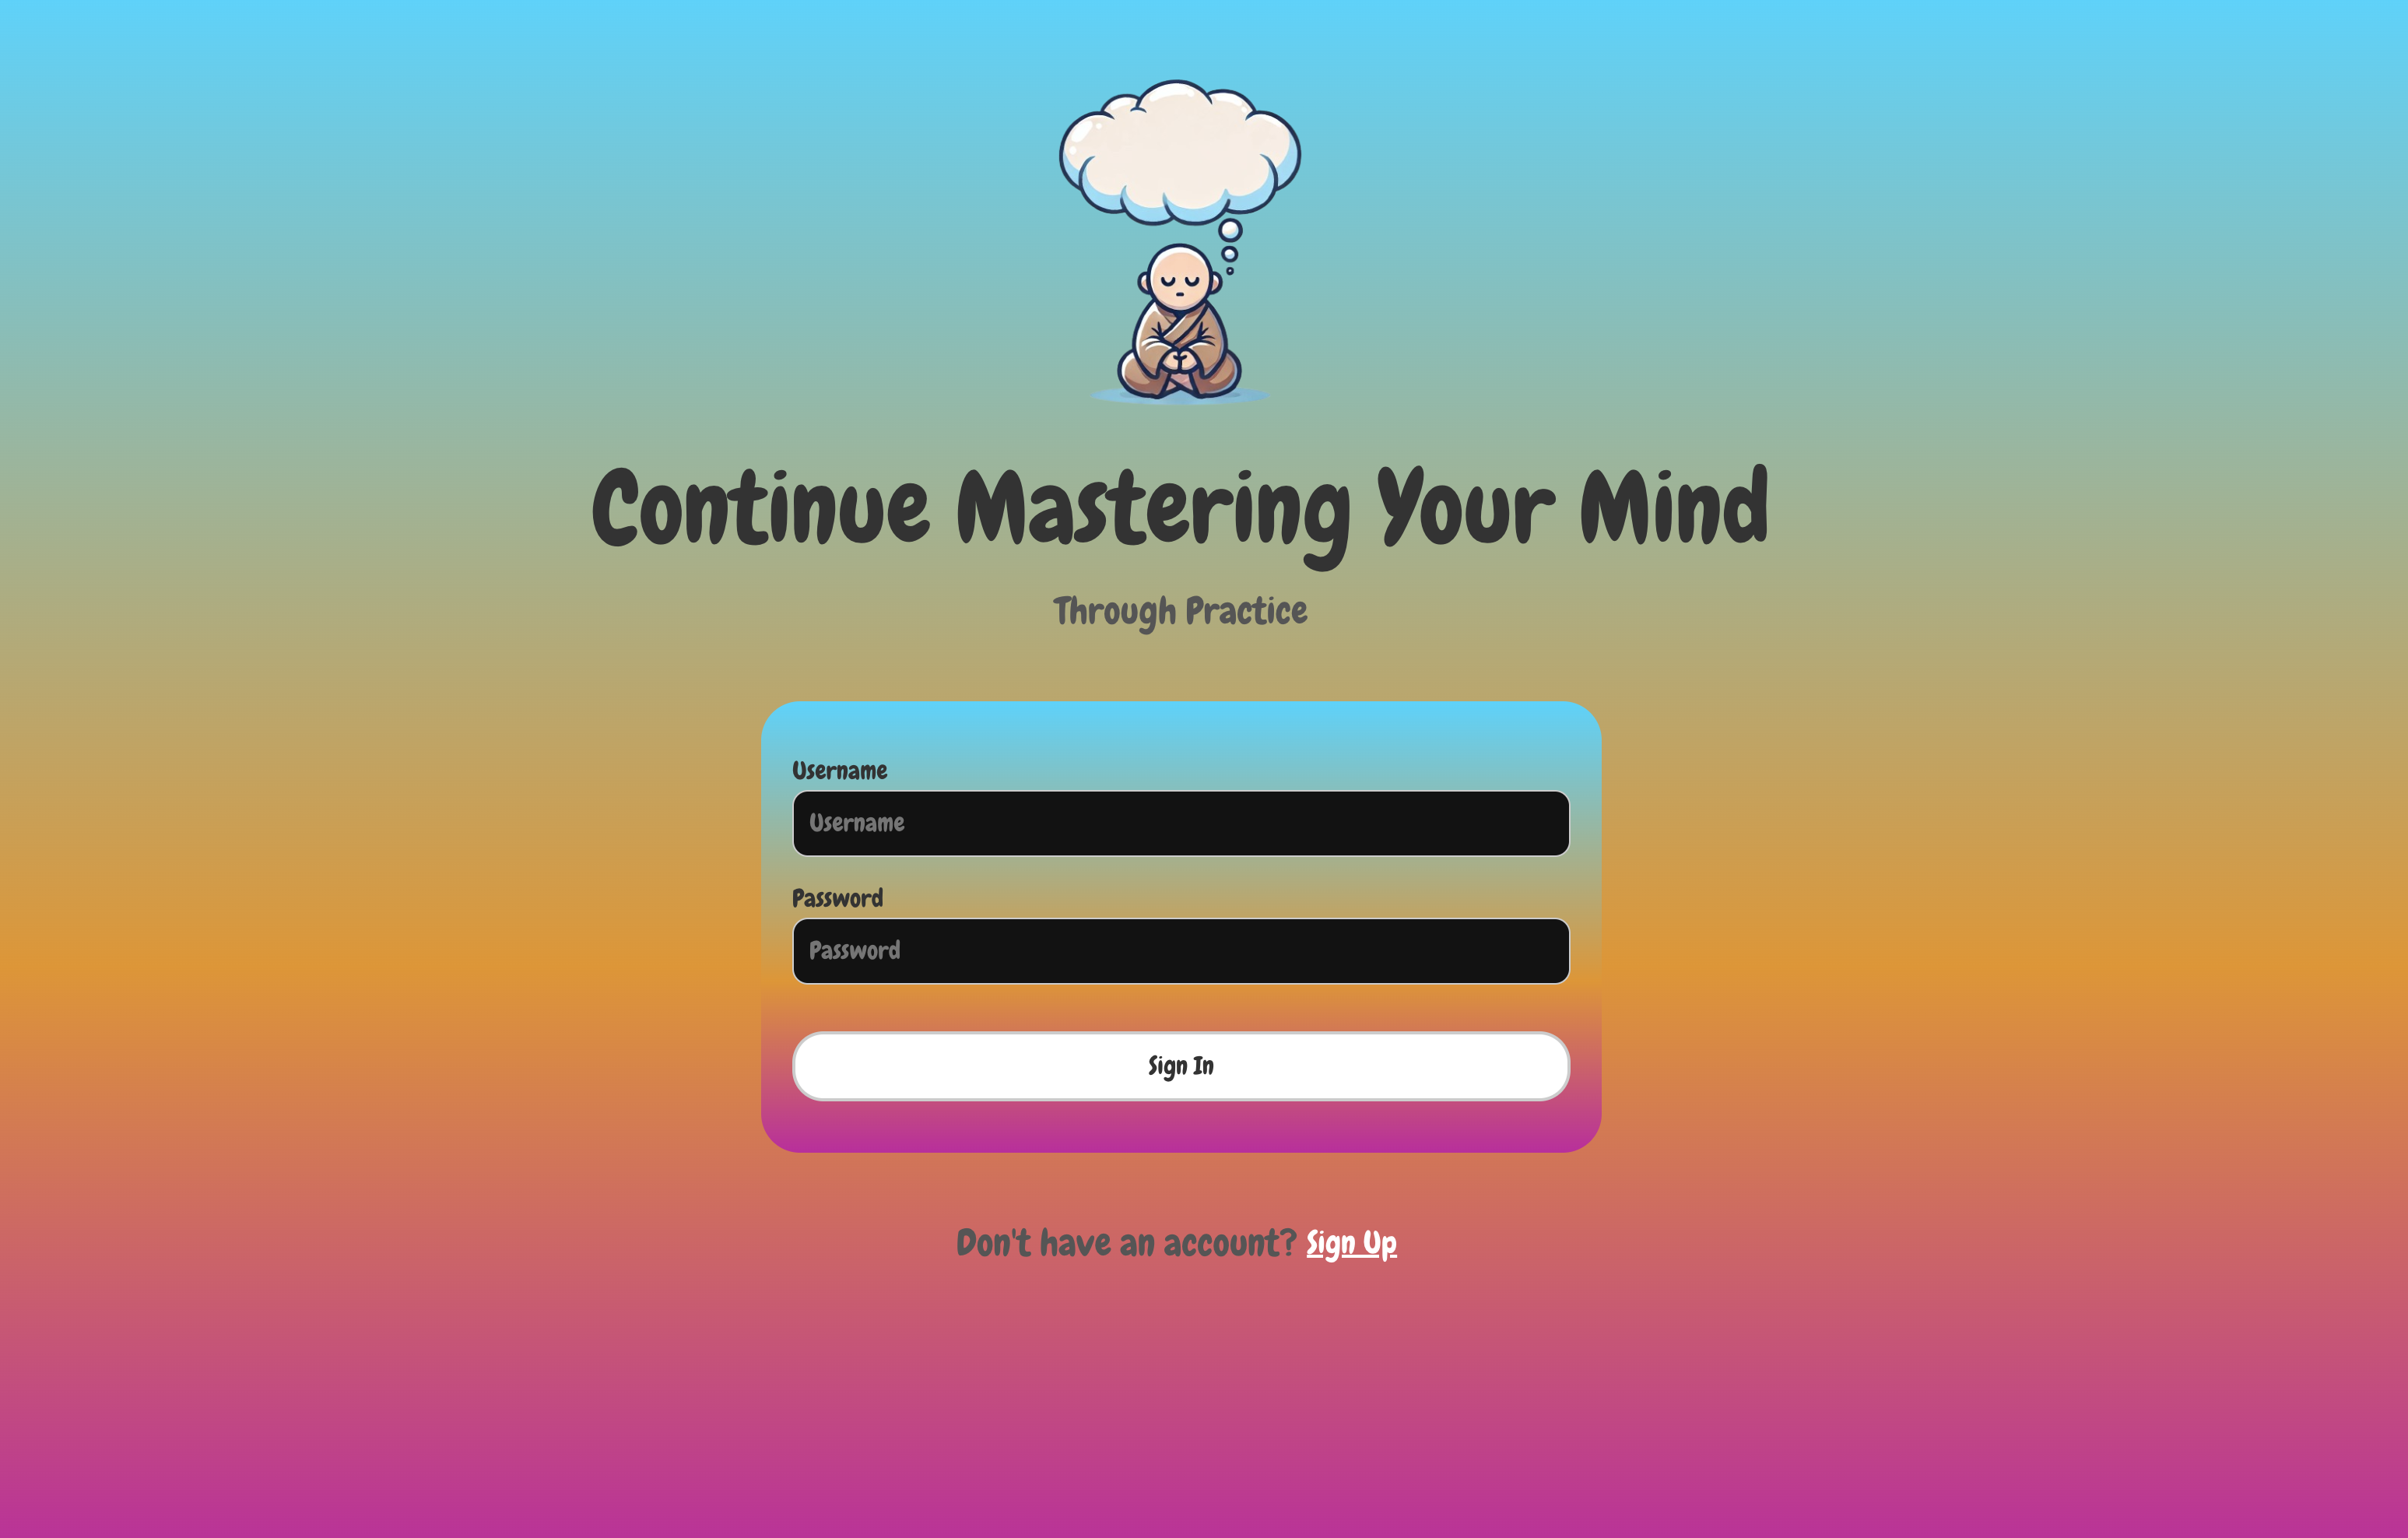 Continue Mastering Your Mind
Through Practice
Username
Username
Password
Password
Sign In
Don't have an account? Sign Up